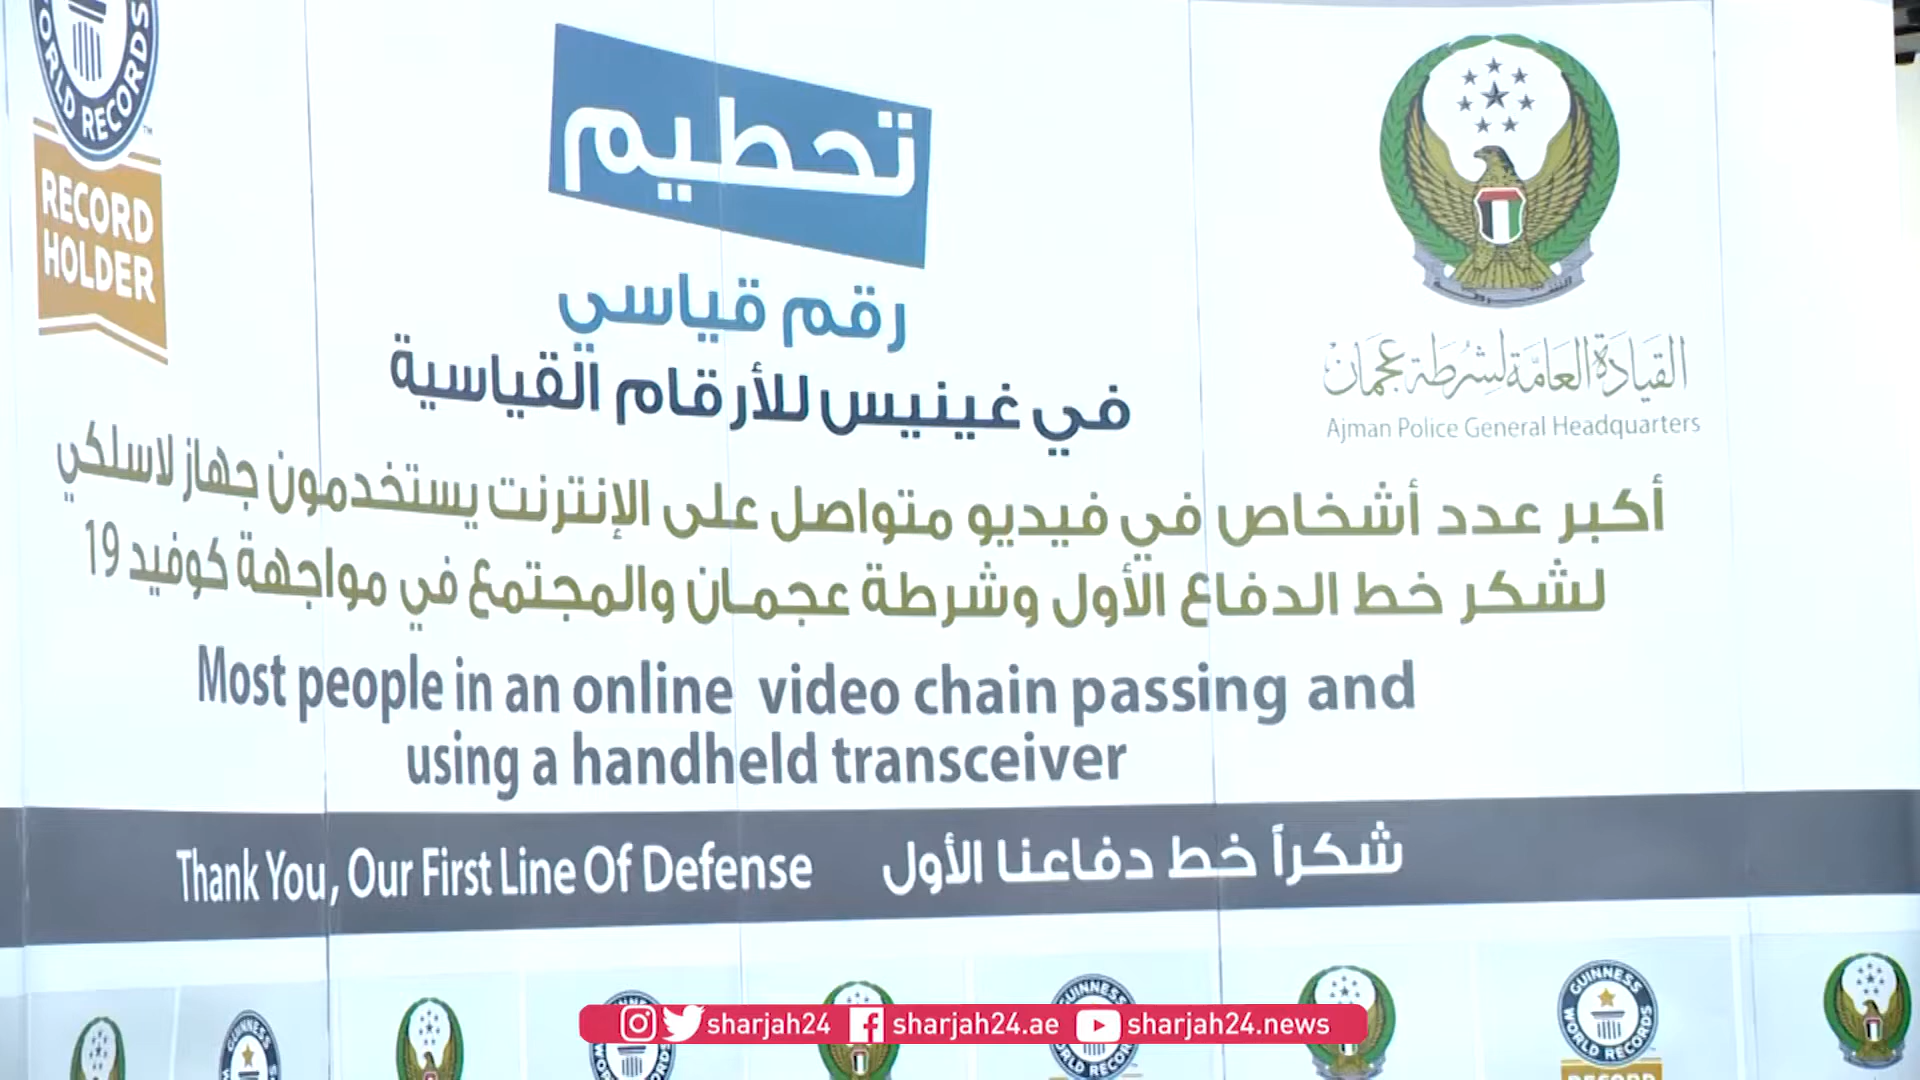 WORLD RECORDS
RECORD
HOLDER
تحطيم
رقم قياسي
في غينيس للأرقام القياسية
القيادة العامة لشرطة عجمان
Ajman Police General Headquarters
أكبر عدد أشخاص في فيديو متواصل على الإنترنت يستخدمون جهاز لاسلكي
لشكر خط الدفاع الأول وشرطة عجمان والمجتمع في مواجهة كوفيد 19
Most people in an online video chain passing and
using a handheld transceiver
Thank You, Our First Line Of Defense شكراً خط دفاعنا الأول
GUINNESS
WORLD RECORDS
RECORD
sharjah24 sharjah24.ae sharjah24.news